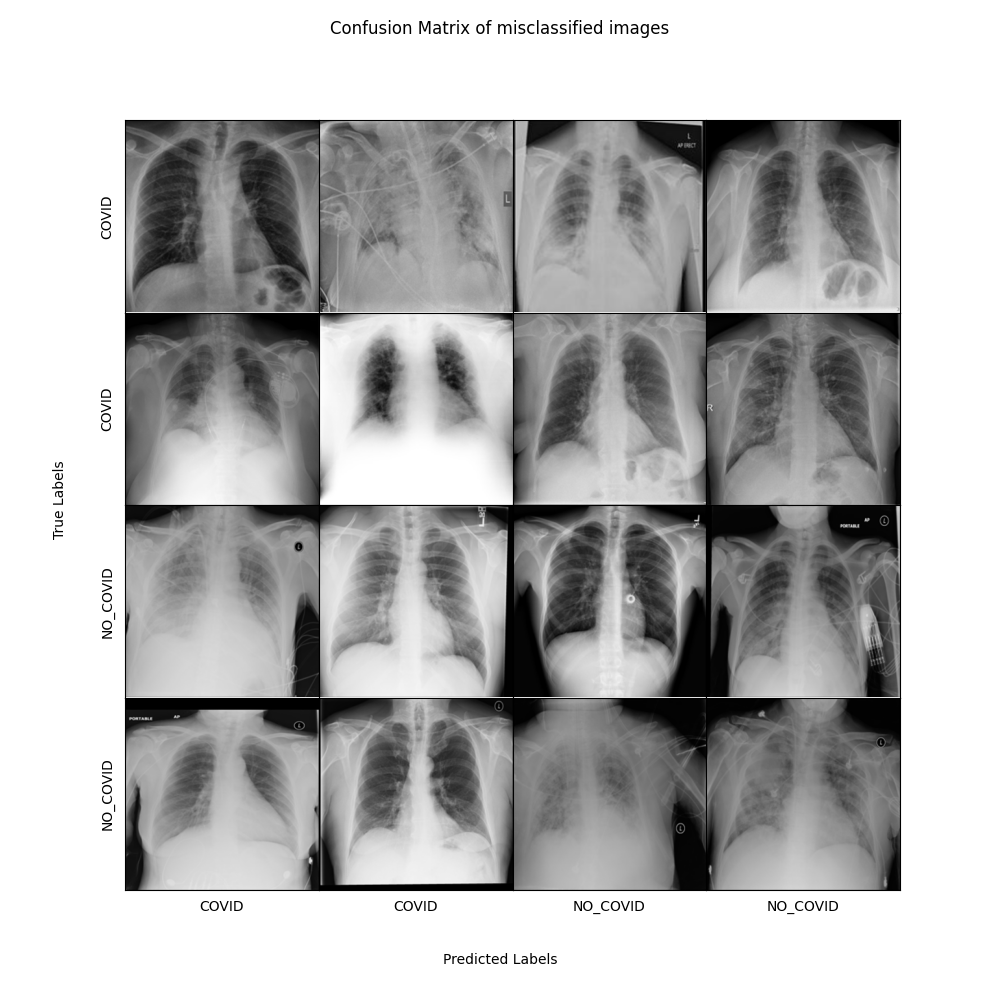 Confusion Matrix of misclassified images
COVID
L
L
AP ERECT
COVID
R
NO_COVID
L
L
L
PORTABLE
AP
L
NO_COVID
PORTABLE
AP
L
L
L
L
True Labels
COVID
COVID
NO_COVID
NO_COVID
Predicted Labels